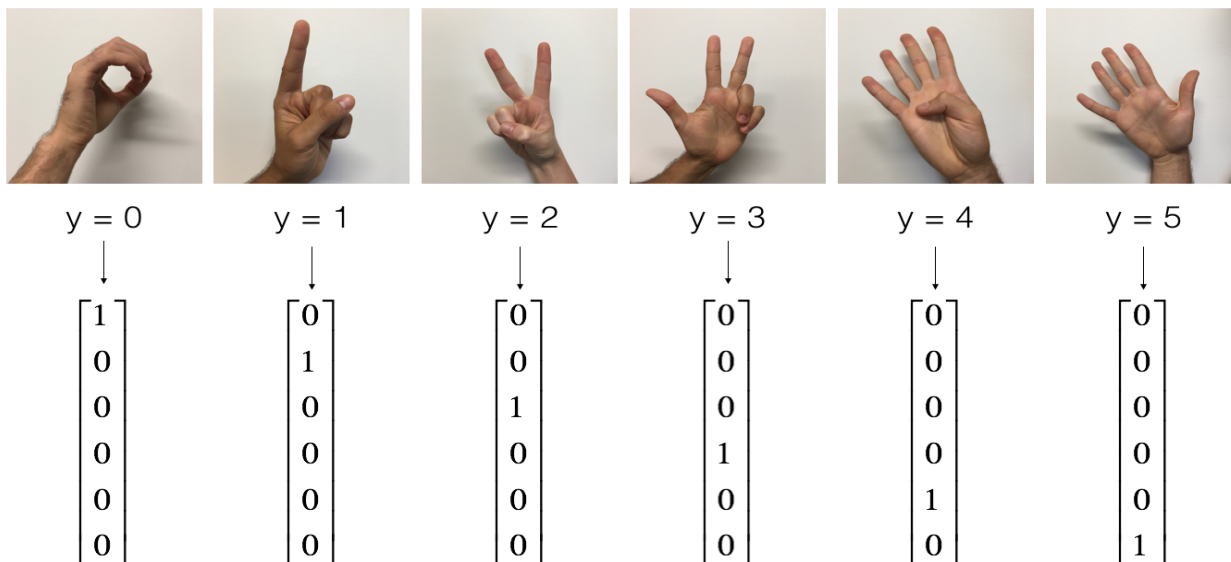 y = 0 y = 1 y = 2 y = 3 y = 4 y = 5
1 0 0 0 0 0
0 1 0 0 0 0
0 0 1 0 0 0
0 0 0 1 0 0
0 0 0 0 1 0
0 0 0 0 0 1